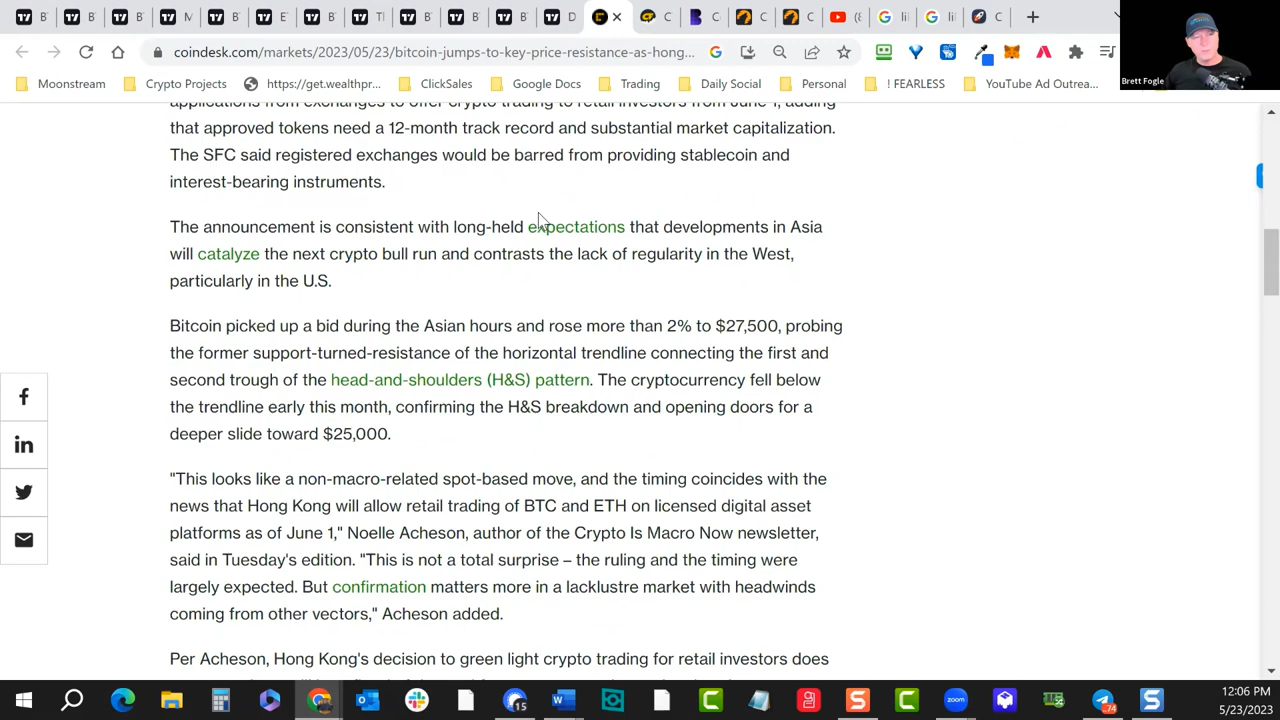 coindesk.com/markets/2023/05/23/bitcoin-jumps-to-key-price-resistance-as-hong...
Brett Fogle
Moonstream
Crypto Projects
https://get.wealthpr...
ClickSales
Google Docs
Trading
Daily Social
Personal
! FEARLESS
YouTube Ad Outrea...
applications from exchanges to offer crypto trading to retail investors from June 1, adding
that approved tokens need a 12-month track record and substantial market capitalization.
The SFC said registered exchanges would be barred from providing stablecoin and
interest-bearing instruments.
The announcement is consistent with long-held expectations that developments in Asia
will catalyze the next crypto bull run and contrasts the lack of regularity in the West,
particularly in the U.S.
Bitcoin picked up a bid during the Asian hours and rose more than 2% to $27,500, probing
the former support-turned-resistance of the horizontal trendline connecting the first and
second trough of the head-and-shoulders (H&S) pattern. The cryptocurrency fell below
the trendline early this month, confirming the H&S breakdown and opening doors for a
deeper slide toward $25,000.
"This looks like a non-macro-related spot-based move, and the timing coincides with the
news that Hong Kong will allow retail trading of BTC and ETH on licensed digital asset
platforms as of June 1," Noelle Acheson, author of the Crypto Is Macro Now newsletter,
said in Tuesday's edition. "This is not a total surprise – the ruling and the timing were
largely expected. But confirmation matters more in a lacklustre market with headwinds
coming from other vectors," Acheson added.
Per Acheson, Hong Kong's decision to green light crypto trading for retail investors does
15
zoom
74
12:06 PM
5/23/2023